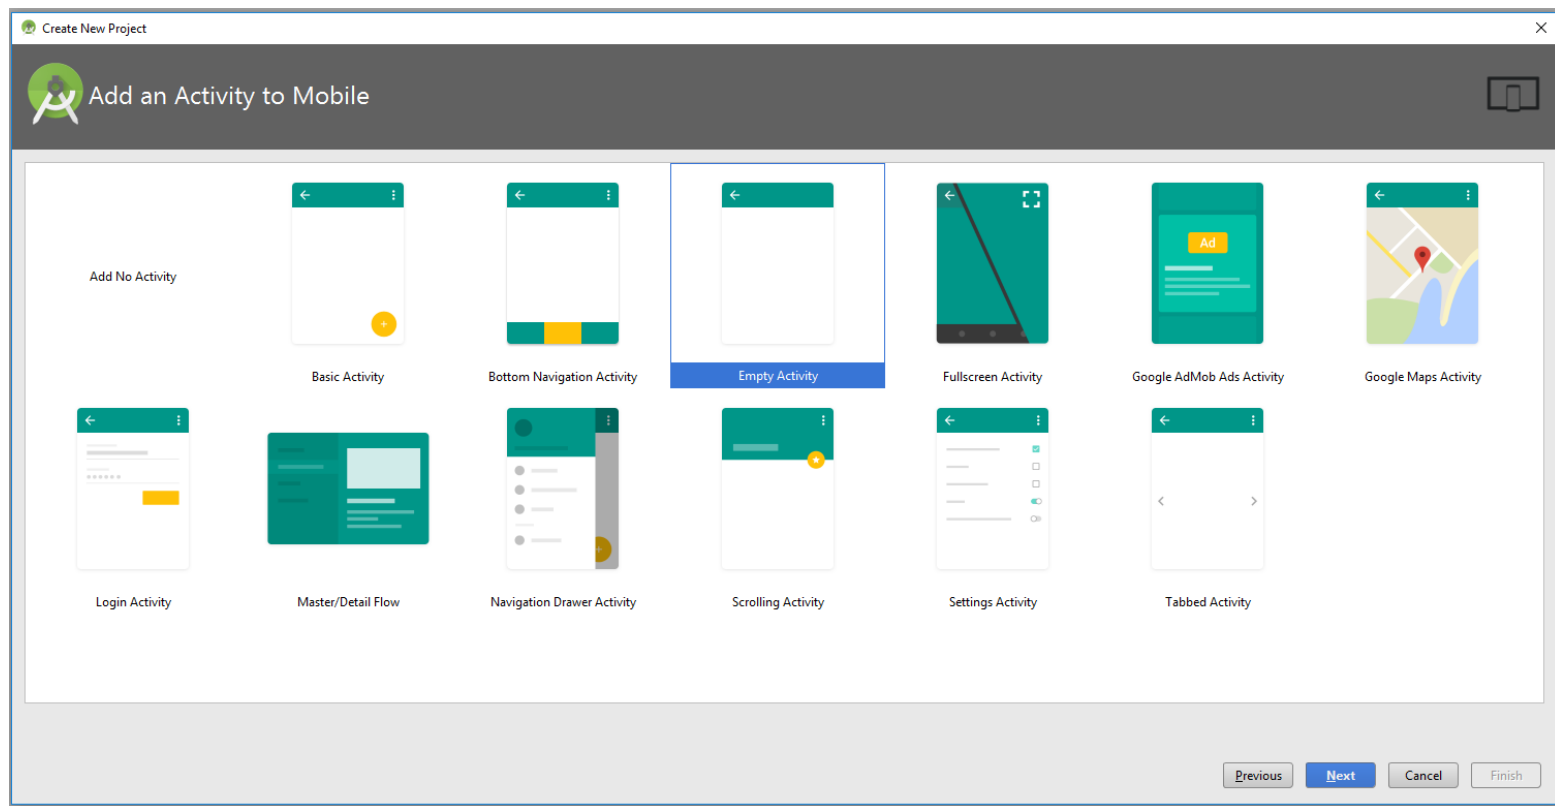 Create New Project
Add an Activity to Mobile
Add No Activity
Ad
Basic Activity
Bottom Navigation Activity
Empty Activity
Fullscreen Activity
Google AdMob Ads Activity
Google Maps Activity
Login Activity
Master/Detail Flow
Navigation Drawer Activity
Scrolling Activity
Settings Activity
Tabbed Activity
Previous
Next
Cancel
Finish